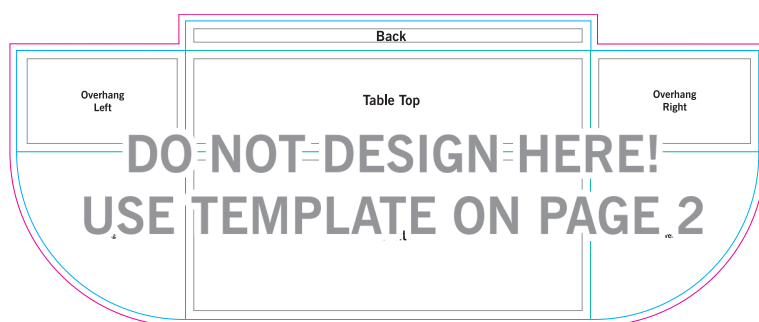 Back
Overhang
Left
Table Top
Overhang
Right
DO NOT DESIGN HERE!
USE TEMPLATE ON PAGE 2